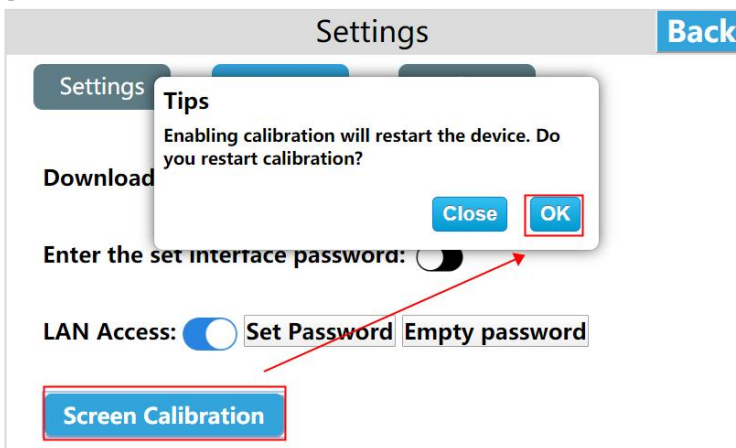 Settings
Back
Settings
Tips
Enabling calibration will restart the device. Do
you restart calibration?
Download
Close
OK
Enter the set interface password:
LAN Access:
Set Password
Empty password
Screen Calibration